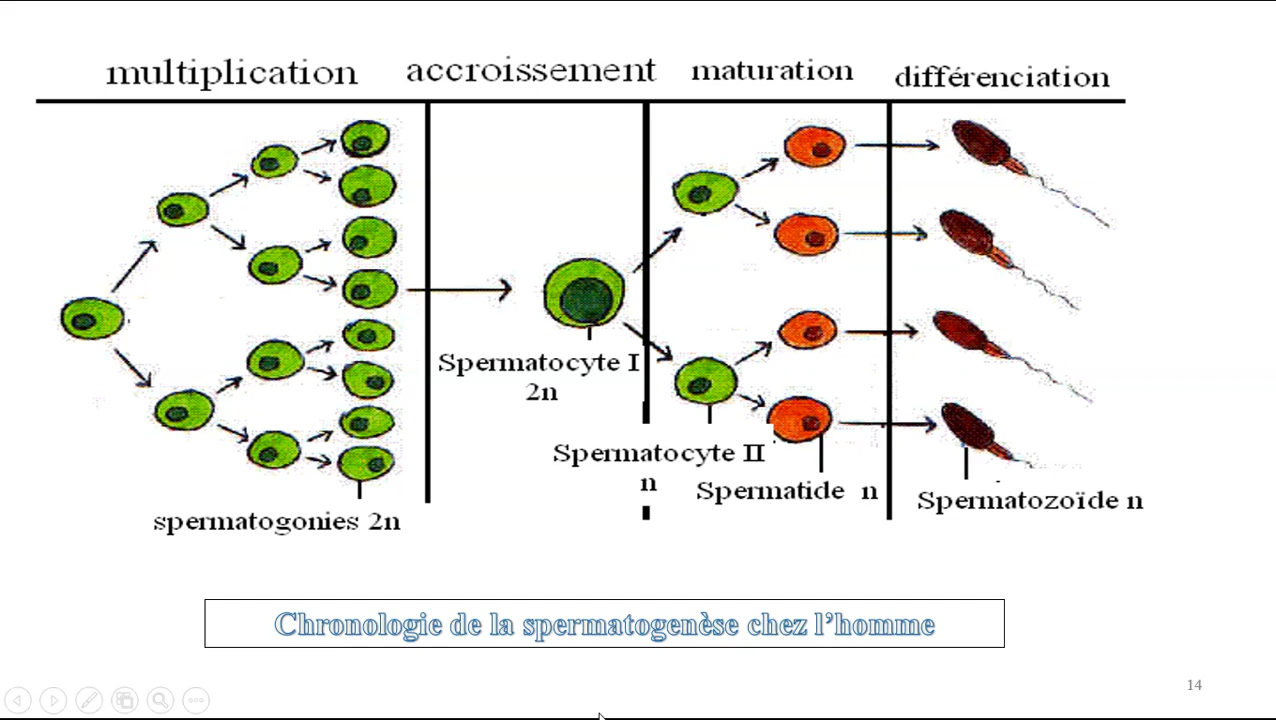 multiplication
accroissement
maturation
différenciation
Spermatocyte I
2n
Spermatocyte II
n
Spermatide n
Spermatozoïde n
spermatogonies 2n
Chronologie de la spermatogenèse chez l'homme
14